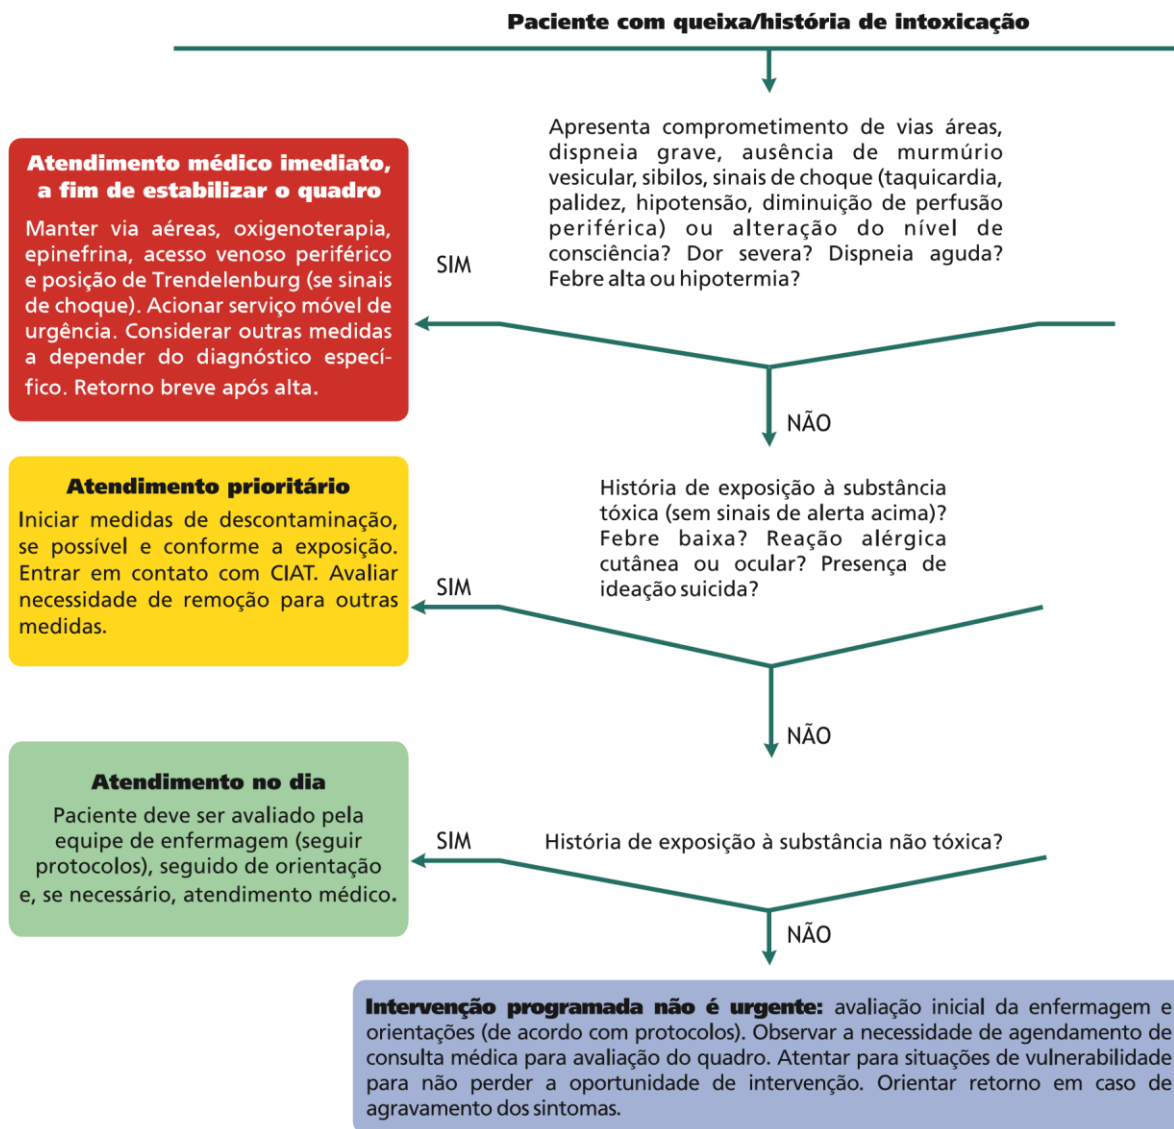 Paciente com queixa/história de intoxicação
Apresenta comprometimento de vias áreas,
dispneia grave, ausência de murmúrio
vesicular, sibilos, sinais de choque (taquicardia,
palidez, hipotensão, diminuição de perfusão
periférica) ou alteração do nível de
consciência? Dor severa? Dispneia aguda?
Febre alta ou hipotermia?
SIM
Atendimento médico imediato,
a fim de estabilizar o quadro
Manter via aéreas, oxigenoterapia,
epinefrina, acesso venoso periférico
e posição de Trendelenburg (se sinais
de choque). Acionar serviço móvel de
urgência. Considerar outras medidas
a depender do diagnóstico especí-
fico. Retorno breve após alta.
NÃO
História de exposição à substância
tóxica (sem sinais de alerta acima)?
Febre baixa? Reação alérgica
cutânea ou ocular? Presença de
ideação suicida?
SIM
Atendimento prioritário
Iniciar medidas de descontaminação,
se possível e conforme a exposição.
Entrar em contato com CIAT. Avaliar
necessidade de remoção para outras
medidas.
NÃO
História de exposição à substância não tóxica?
SIM
Atendimento no dia
Paciente deve ser avaliado pela
equipe de enfermagem (seguir
protocolos), seguido de orientação
e, se necessário, atendimento médico.
NÃO
Intervenção programada não é urgente: avaliação inicial da enfermagem e
orientações (de acordo com protocolos). Observar a necessidade de agendamento de
consulta médica para avaliação do quadro. Atentar para situações de vulnerabilidade
para não perder a oportunidade de intervenção. Orientar retorno em caso de
agravamento dos sintomas.